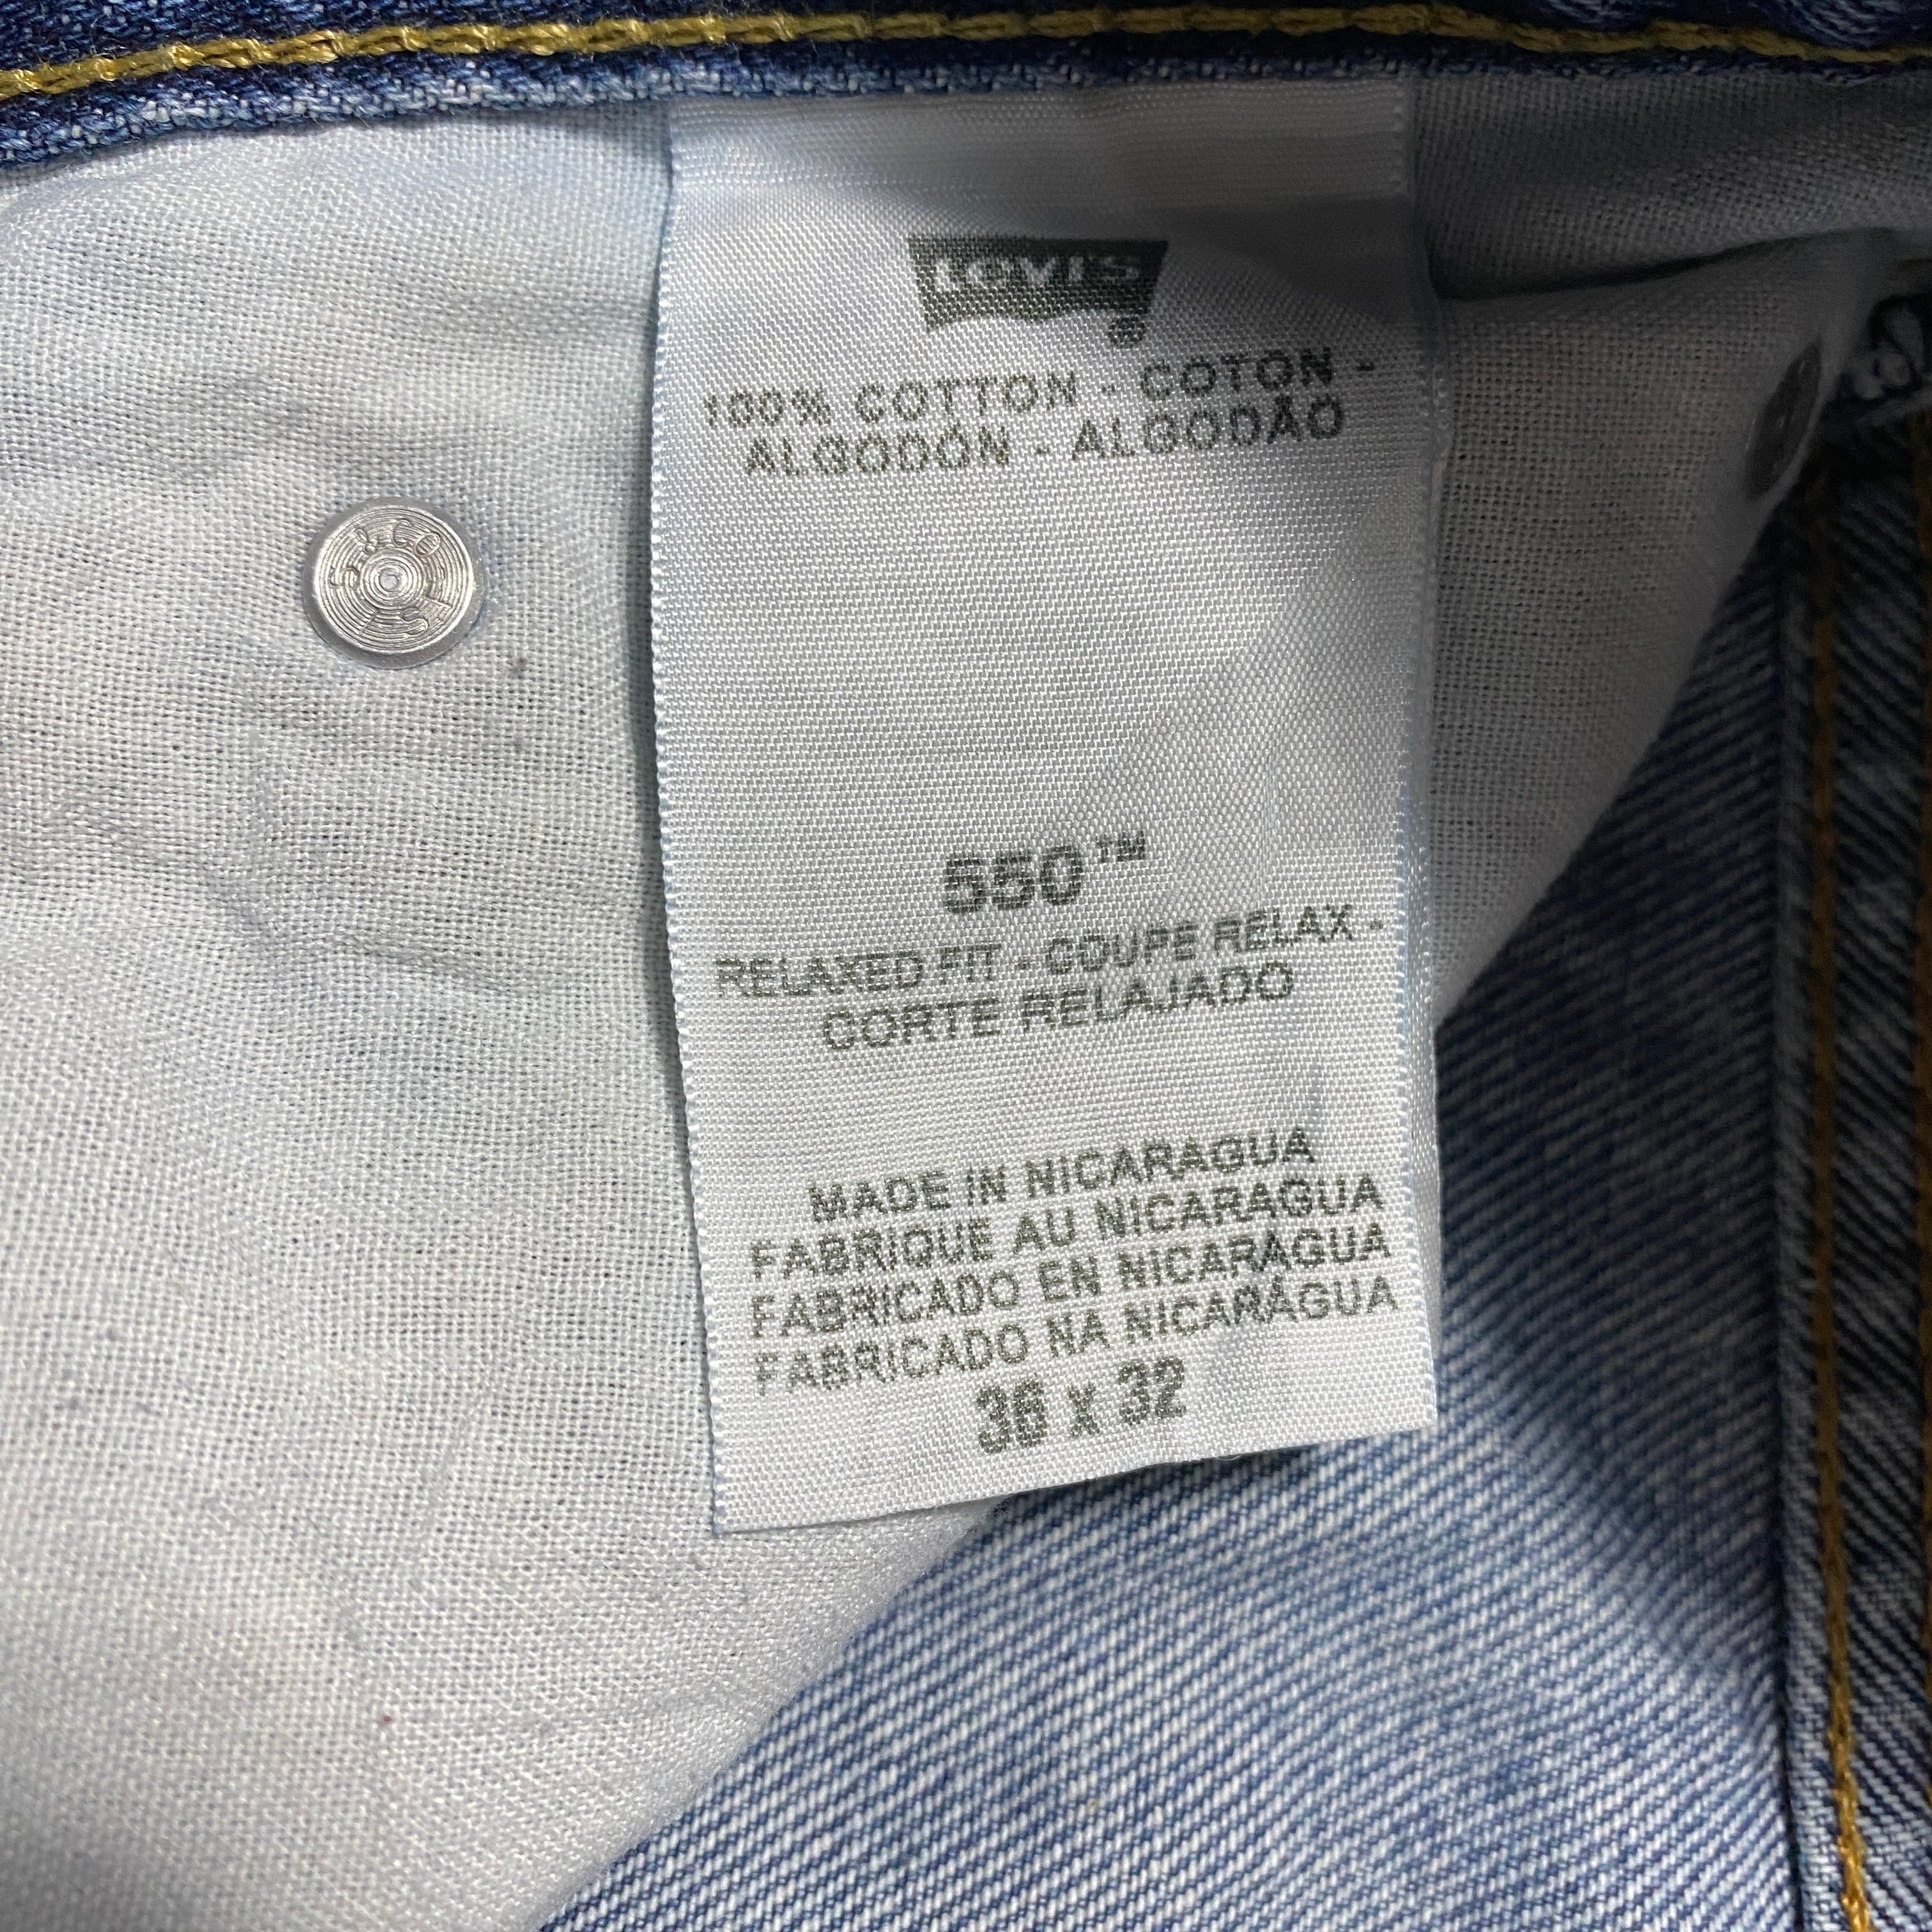 Levi's
®
100% COTTON - COTON -
ALGODÓN - ALGODÃO
550™
RELAXED FIT - COUPE RELAX -
CORTE RELAJADO
MADE IN NICARAGUA
FABRIQUE AU NICARAGUA
FABRICADO EN NICARAGUA
FABRICADO NA NICARÁGUA
36 x 32
L S & CO